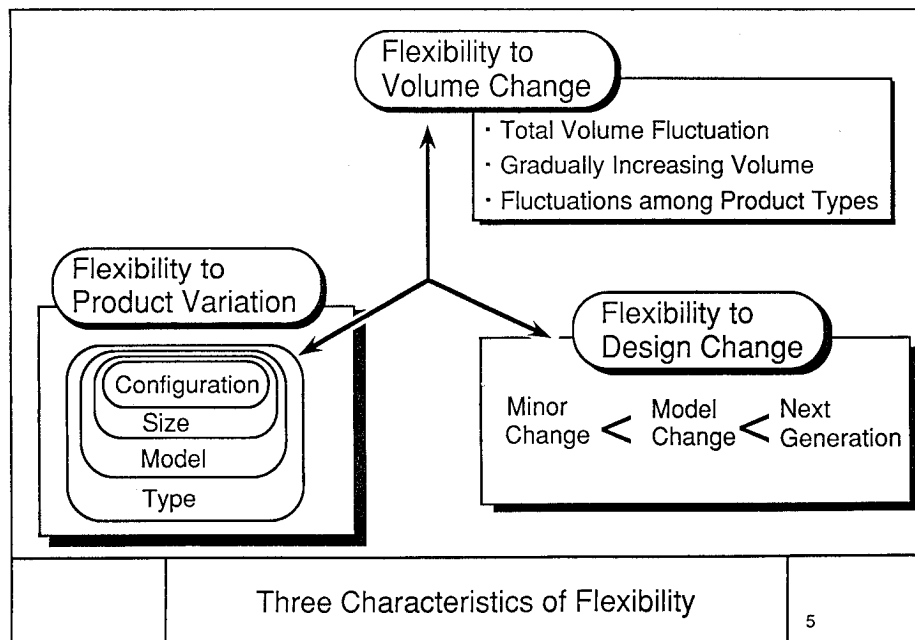 Flexibility to
Volume Change
· Total Volume Fluctuation
· Gradually Increasing Volume
· Fluctuations among Product Types
Flexibility to
Product Variation
Configuration
Size
Model
Type
Flexibility to
Design Change
Minor
Change
<
Model
Change
<
Next
Generation
Three Characteristics of Flexibility
5